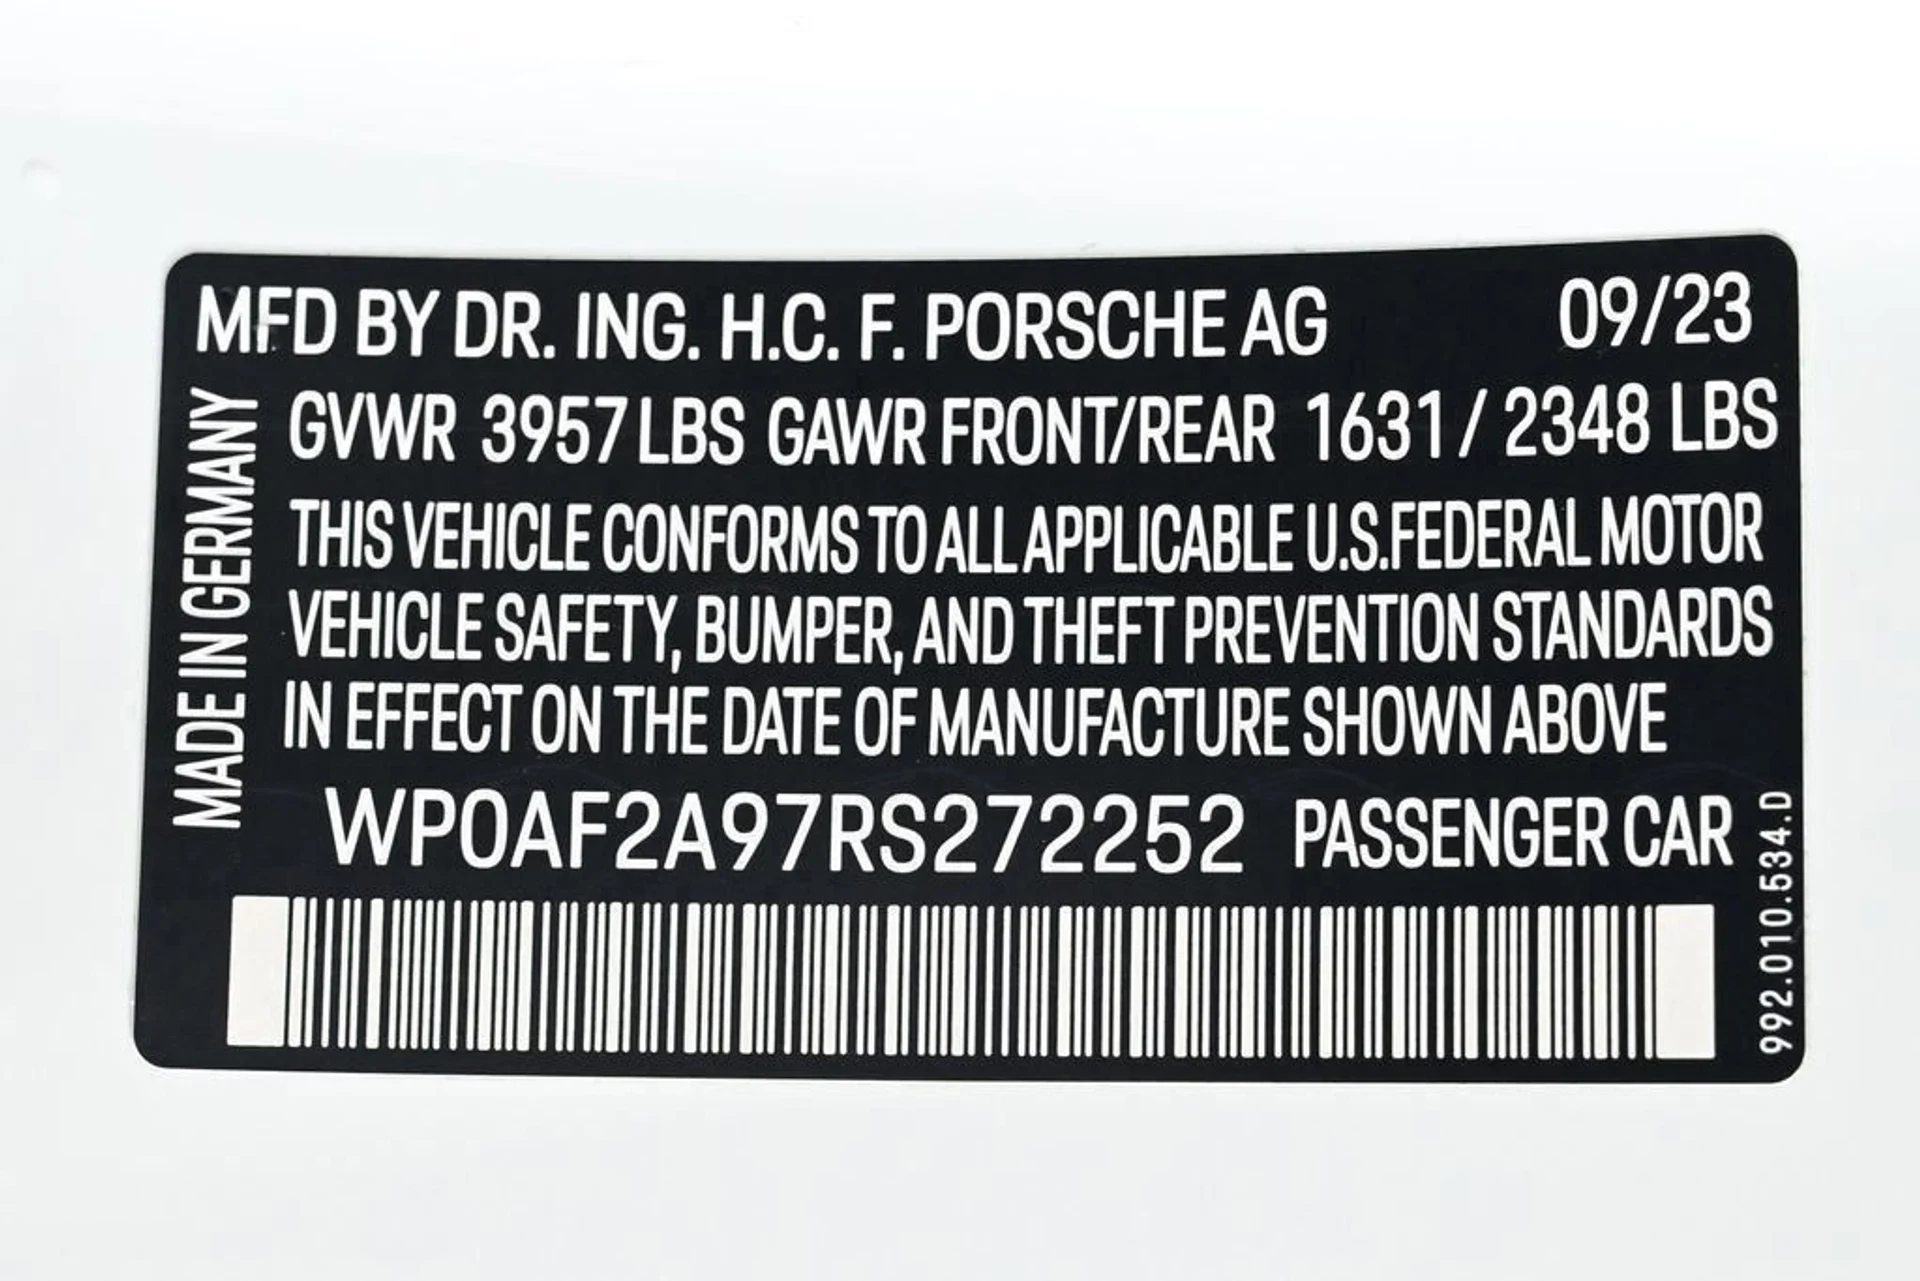 MFD BY DR. ING. H.C. F. PORSCHE AG 09/23
GVWR 3957 LBS GAWR FRONT/REAR 1631 / 2348 LBS
THIS VEHICLE CONFORMS TO ALL APPLICABLE U.S.FEDERAL MOTOR
VEHICLE SAFETY, BUMPER, AND THEFT PREVENTION STANDARDS
IN EFFECT ON THE DATE OF MANUFACTURE SHOWN ABOVE
WP0AF2A97RS272252 PASSENGER CAR
MADE IN GERMANY
992.010.534.D